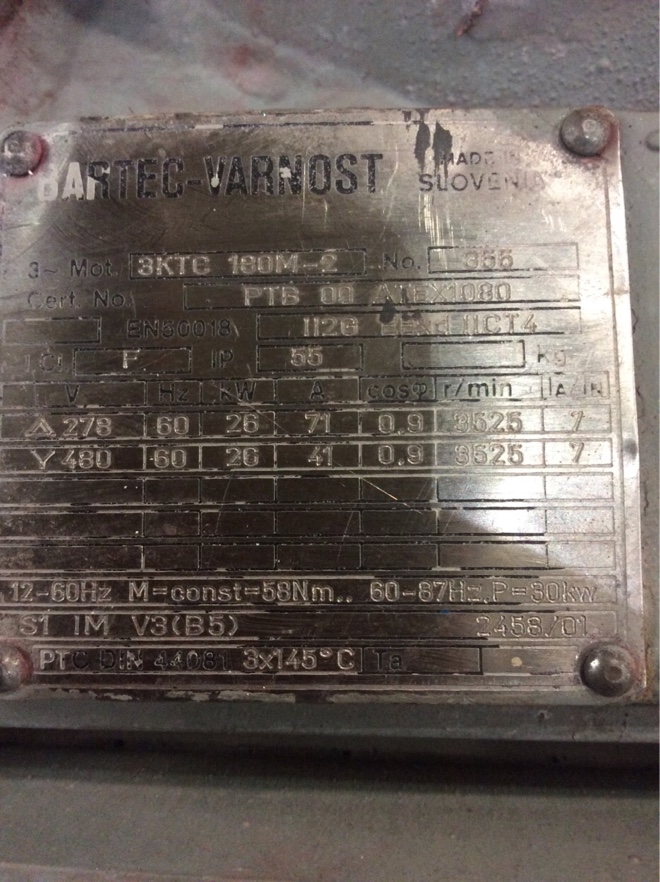 BARTEC-VARNOST MADE IN
SLOVENIA
3~ Mot. 3KTC 180M-2 No. 355
Cert. No. PTB 00 ATEX1080
EN50018 II2G EExd IICT4
I.Cl. F IP 55 kg
V Hz KW A cosφ r/min IA/IN
△ 278 60 26 71 0.9 3525 7
Y 480 60 26 41 0.9 3525 7
12-60Hz M=const=58Nm.. 60-87Hz.P=30kw
S1 IM V3(B5) 2458/01
PTC DIN 44081 3x145°C Ta